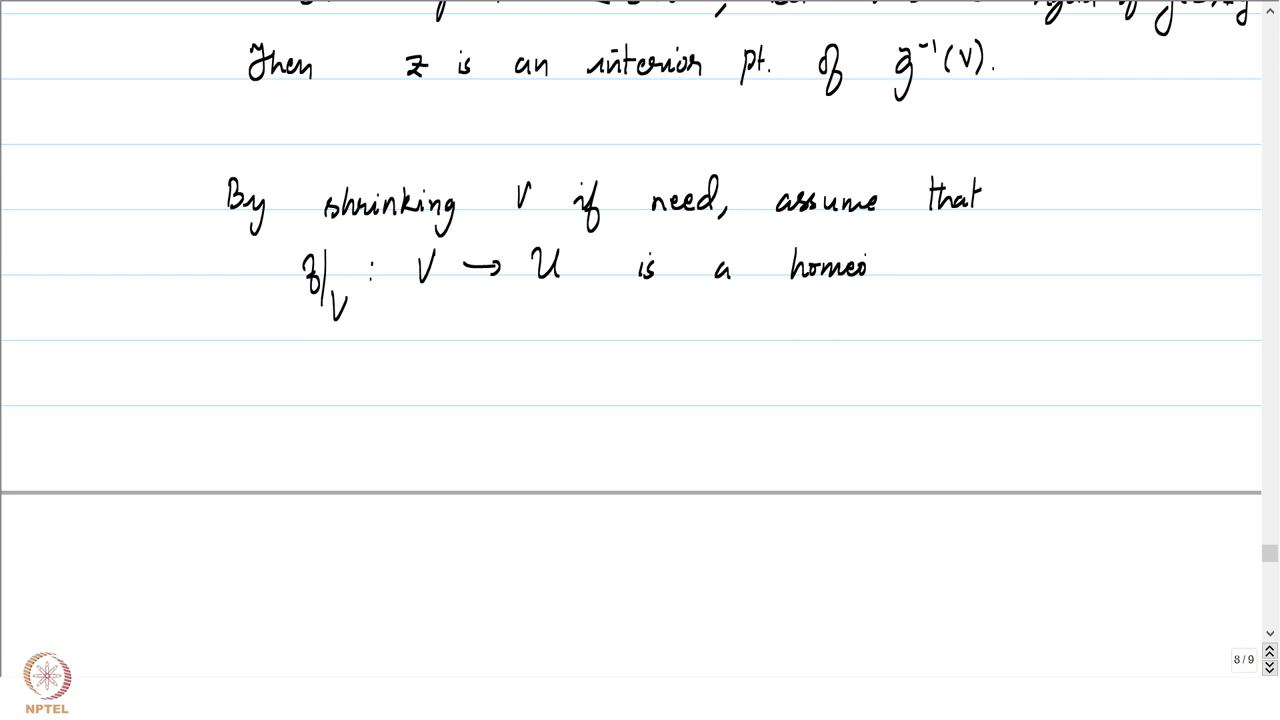 Then z is an interior pt. of g̃⁻¹(V).
By shrinking V if need, assume that
q/V : V → U is a homeo
8 / 9
NPTEL